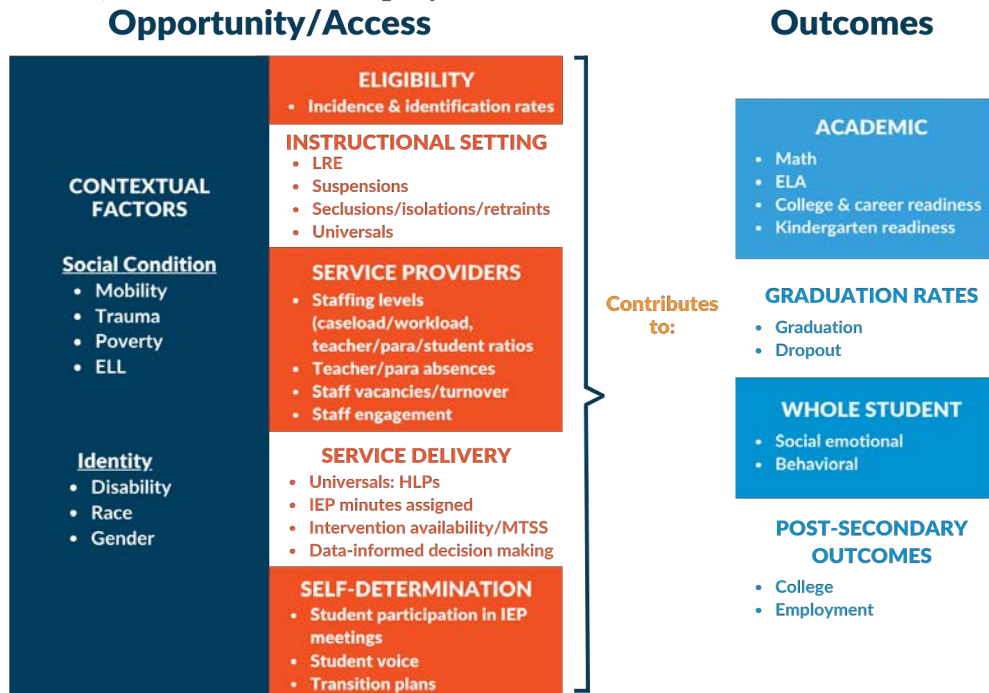 Opportunity/Access
Outcomes
CONTEXTUAL
FACTORS
Social Condition
• Mobility
• Trauma
• Poverty
• ELL
Identity
• Disability
• Race
• Gender
ELIGIBILITY
• Incidence & identification rates
INSTRUCTIONAL SETTING
• LRE
• Suspensions
• Seclusions/isolations/retraints
• Universals
SERVICE PROVIDERS
• Staffing levels
(caseload/workload,
teacher/para/student ratios
• Teacher/para absences
• Staff vacancies/turnover
• Staff engagement
SERVICE DELIVERY
• Universals: HLPs
• IEP minutes assigned
• Intervention availability/MTSS
• Data-informed decision making
SELF-DETERMINATION
• Student participation in IEP
meetings
• Student voice
• Transition plans
Contributes
to:
ACADEMIC
• Math
• ELA
• College & career readiness
• Kindergarten readiness
GRADUATION RATES
• Graduation
• Dropout
WHOLE STUDENT
• Social emotional
• Behavioral
POST-SECONDARY
OUTCOMES
• College
• Employment